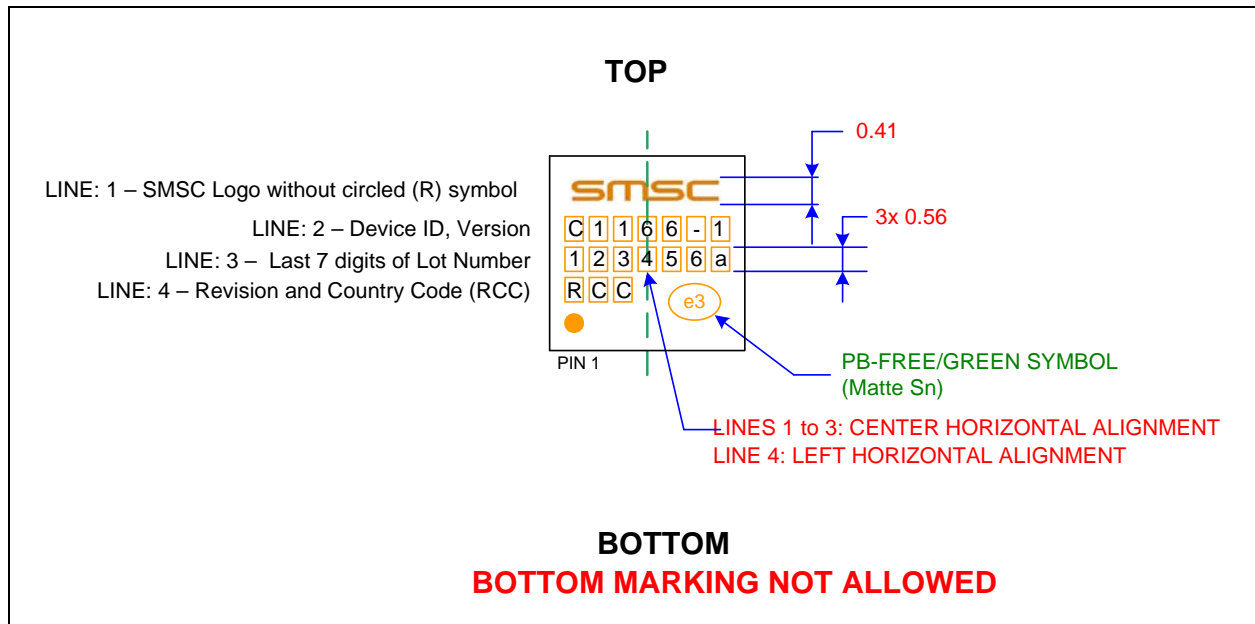 TOP
0.41
LINE: 1 – SMSC Logo without circled (R) symbol
smsc
3x 0.56
LINE: 2 – Device ID, Version
C 1 1 6 6 - 1
LINE: 3 – Last 7 digits of Lot Number
1 2 3 4 5 6 a
LINE: 4 – Revision and Country Code (RCC)
R C C
e3
PIN 1
PB-FREE/GREEN SYMBOL
(Matte Sn)
LINES 1 to 3: CENTER HORIZONTAL ALIGNMENT
LINE 4: LEFT HORIZONTAL ALIGNMENT
BOTTOM
BOTTOM MARKING NOT ALLOWED